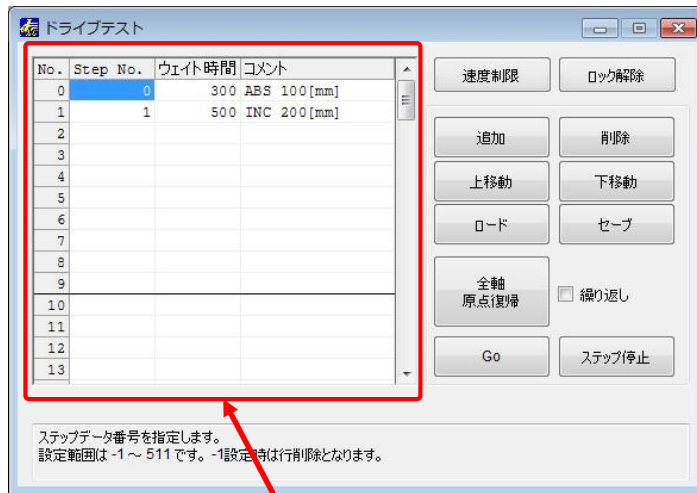 ドライブテスト
No. Step No. ウェイト時間 コメント
0 0 300 ABS 100[mm]
1 1 500 INC 200[mm]
2
3
4
5
6
7
8
9
10
11
12
13
速度制限 ロック解除
追加 削除
上移動 下移動
ロード セーブ
全軸
原点復帰
繰り返し
Go ステップ停止
ステップデータ番号を指定します。
設定範囲は -1 ~ 511 です。-1設定時は行削除となります。